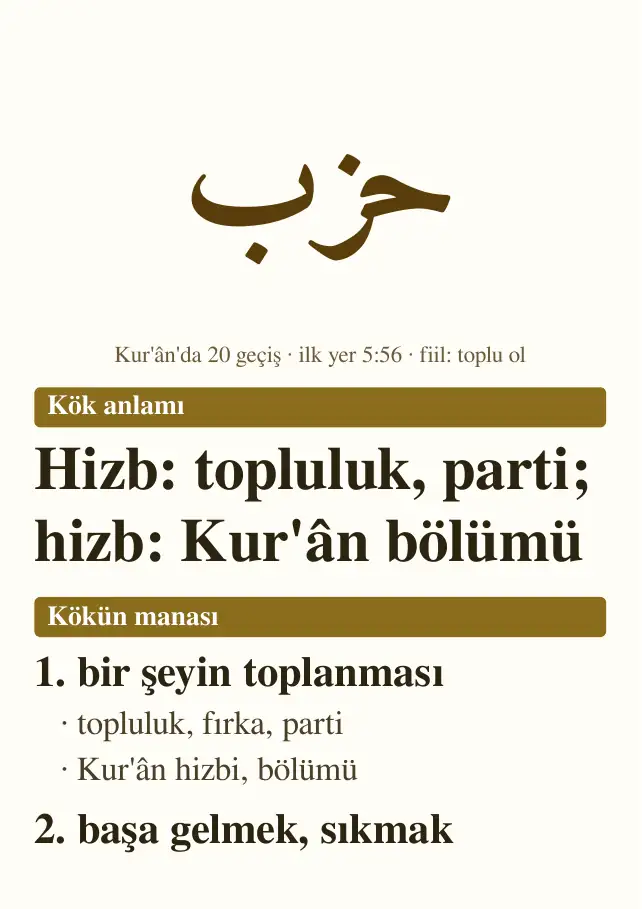 حزب
Kur'ân'da 20 geçiş · ilk yer 5:56 · fiil: toplu ol
Kök anlamı
Hizb: topluluk, parti;
hizb: Kur'ân bölümü
Kökün manası
1. bir şeyin toplanması
· topluluk, fırka, parti
· Kur'ân hizbi, bölümü
2. başa gelmek, sıkmak